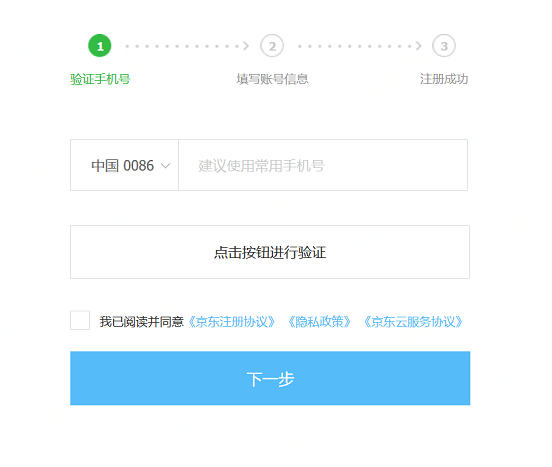 1 2 3
验证手机号 填写账号信息 注册成功
中国 0086 建议使用常用手机号
点击按钮进行验证
我已阅读并同意《京东注册协议》《隐私政策》《京东云服务协议》
下一步